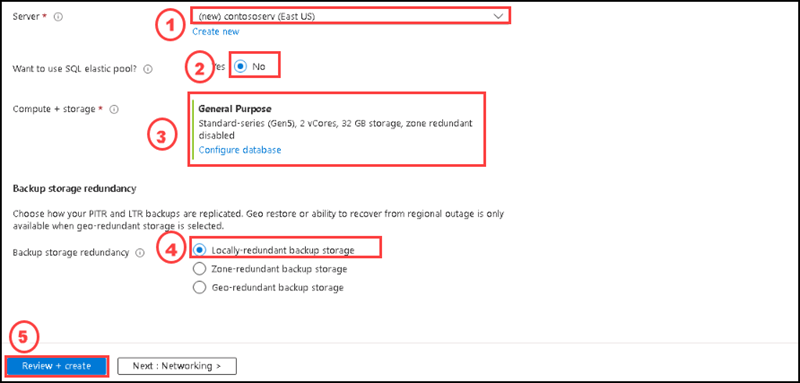 Server * (new) contososerv (East US)
1
Create new
Want to use SQL elastic pool? Yes No
2
Compute + storage * General Purpose
Standard-series (Gen5), 2 vCores, 32 GB storage, zone redundant
disabled
3
Configure database
Backup storage redundancy
Choose how your PITR and LTR backups are replicated. Geo restore or ability to recover from regional outage is only
available when geo-redundant storage is selected.
4
Backup storage redundancy Locally-redundant backup storage
Zone-redundant backup storage
Geo-redundant backup storage
5
Review + create Next : Networking >